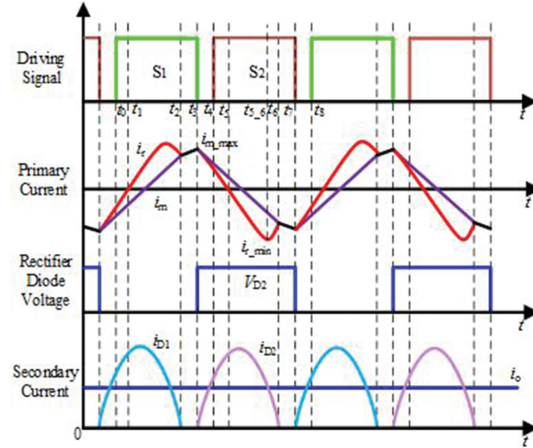 Driving
Signal
S1
S2
t0 t1 t2 t3 t4 t5 t5_6 t6 t7 t8
t
Primary
Current
ir
im_max
im
ir_min
t
Rectifier
Diode
Voltage
VD2
t
Secondary
Current
iD1
iD2
io
0
t